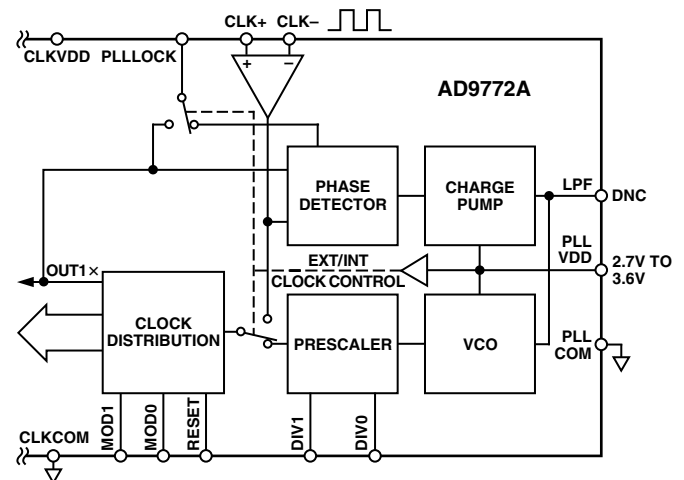 CLK+ CLK–
CLKVDD PLLLOCK
+ –
AD9772A
PHASE
DETECTOR
CHARGE
PUMP
LPF
DNC
PLL
VDD
2.7V TO
3.6V
OUT1×
EXT/INT
CLOCK CONTROL
CLOCK
DISTRIBUTION
PRESCALER
VCO
PLL
COM
CLKCOM
MOD1
MOD0
RESET
DIV1
DIV0